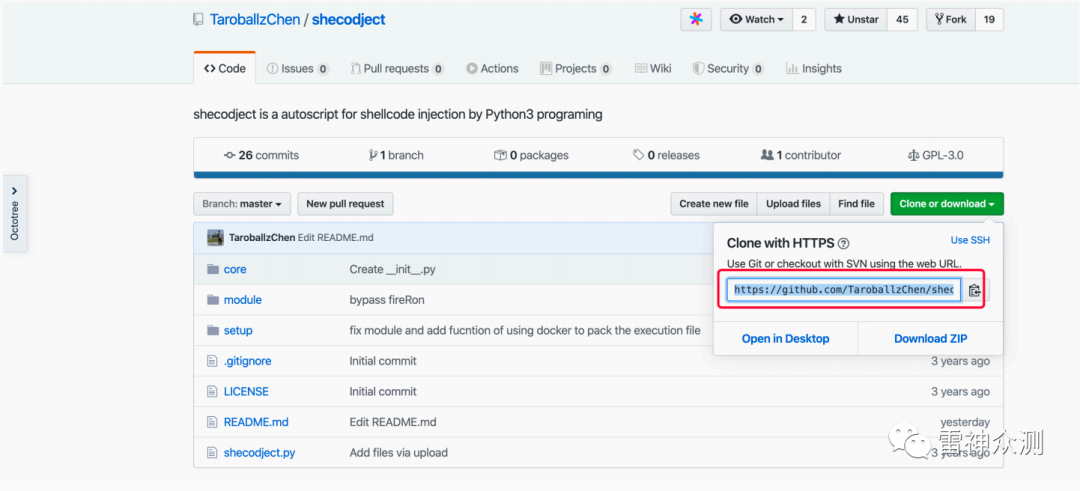 TaroballzChen / shecodject
Watch 2 Unstar 45 Fork 19
Code Issues 0 Pull requests 0 Actions Projects 0 Wiki Security 0 Insights
shecodject is a autoscript for shellcode injection by Python3 programing
26 commits 1 branch 0 packages 0 releases 1 contributor GPL-3.0
Octotree
Branch: master New pull request Create new file Upload files Find file Clone or download
TaroballzChen Edit README.md
Clone with HTTPS Use SSH
Use Git or checkout with SVN using the web URL.
https://github.com/TaroballzChen/shec
Open in Desktop Download ZIP
core Create __init__.py
module bypass fireRon
setup fix module and add fucntion of using docker to pack the execution file
.gitignore Initial commit 3 years ago
LICENSE Initial commit 3 years ago
README.md Edit README.md yesterday
shecodject.py Add files via upload 3 years ago
雷神众测